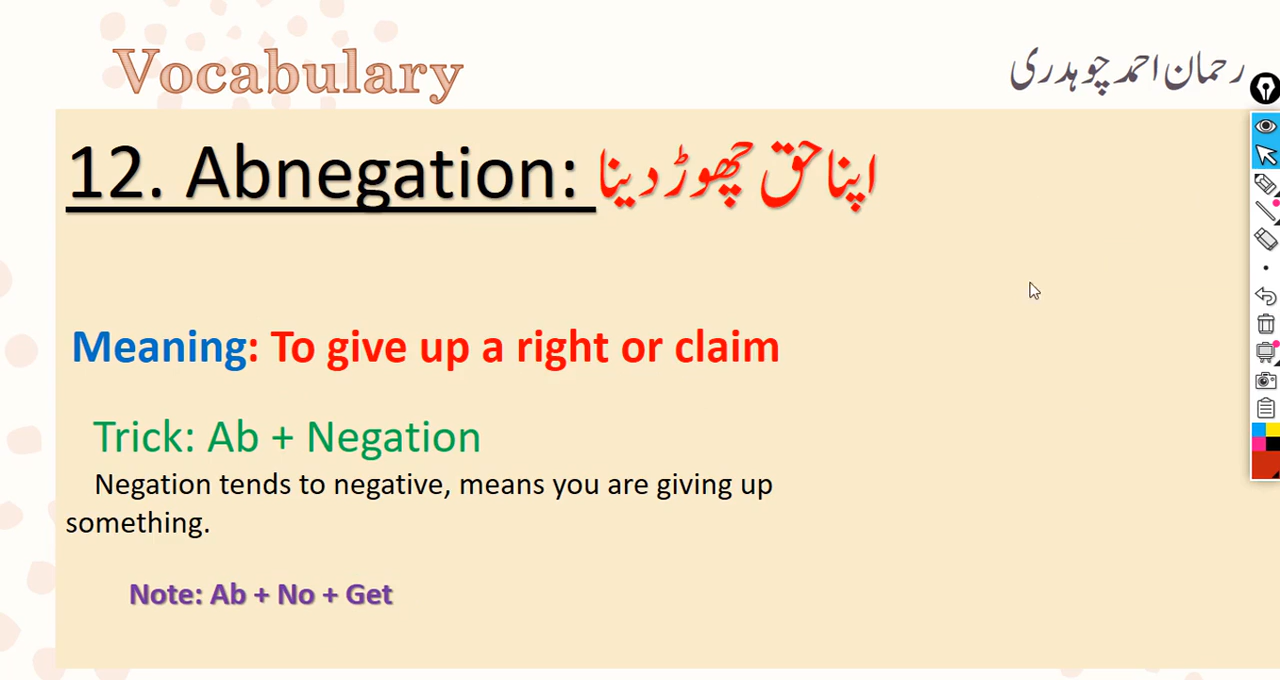 Vocabulary
رحمان احمد چوہدری
12. Abnegation: اپنا حق چھوڑ دینا
Meaning: To give up a right or claim
Trick: Ab + Negation
Negation tends to negative, means you are giving up
something.
Note: Ab + No + Get